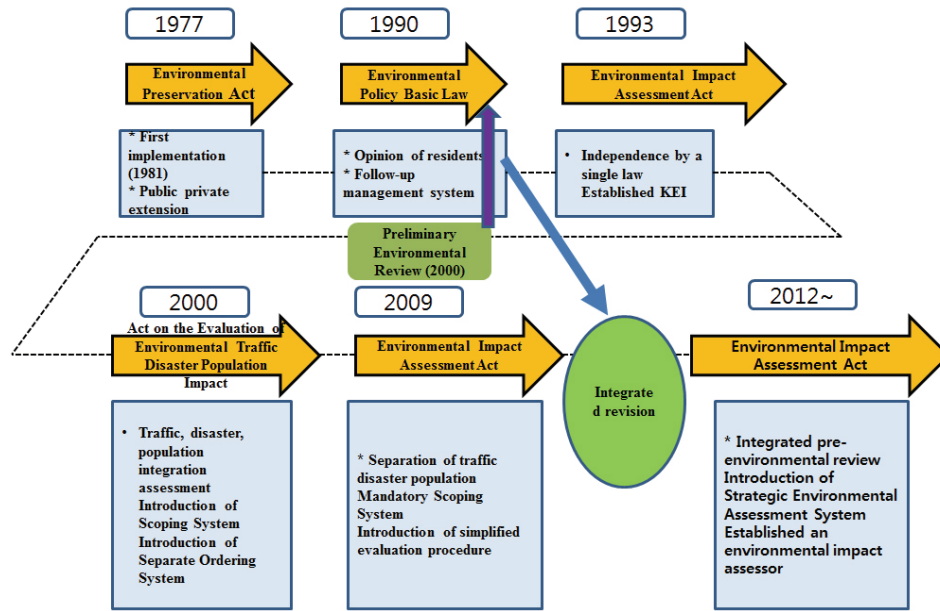 1977
Environmental
Preservation Act
* First
implementation
(1981)
* Public private
extension
1990
Environmental
Policy Basic Law
* Opinion of residents
* Follow-up
management system
1993
Environmental Impact
Assessment Act
• Independence by a
single law
Established KEI
Preliminary
Environmental
Review (2000)
2000
Act on the Evaluation of
Environmental Traffic
Disaster Population
Impact
• Traffic, disaster,
population
integration
assessment
Introduction of
Scoping System
Introduction of
Separate Ordering
System
2009
Environmental Impact
Assessment Act
* Separation of traffic
disaster population
Mandatory Scoping
System
Introduction of simplified
evaluation procedure
Integrate
d revision
2012~
Environmental Impact
Assessment Act
* Integrated pre-
environmental review
Introduction of
Strategic Environmental
Assessment System
Established an
environmental impact
assessor